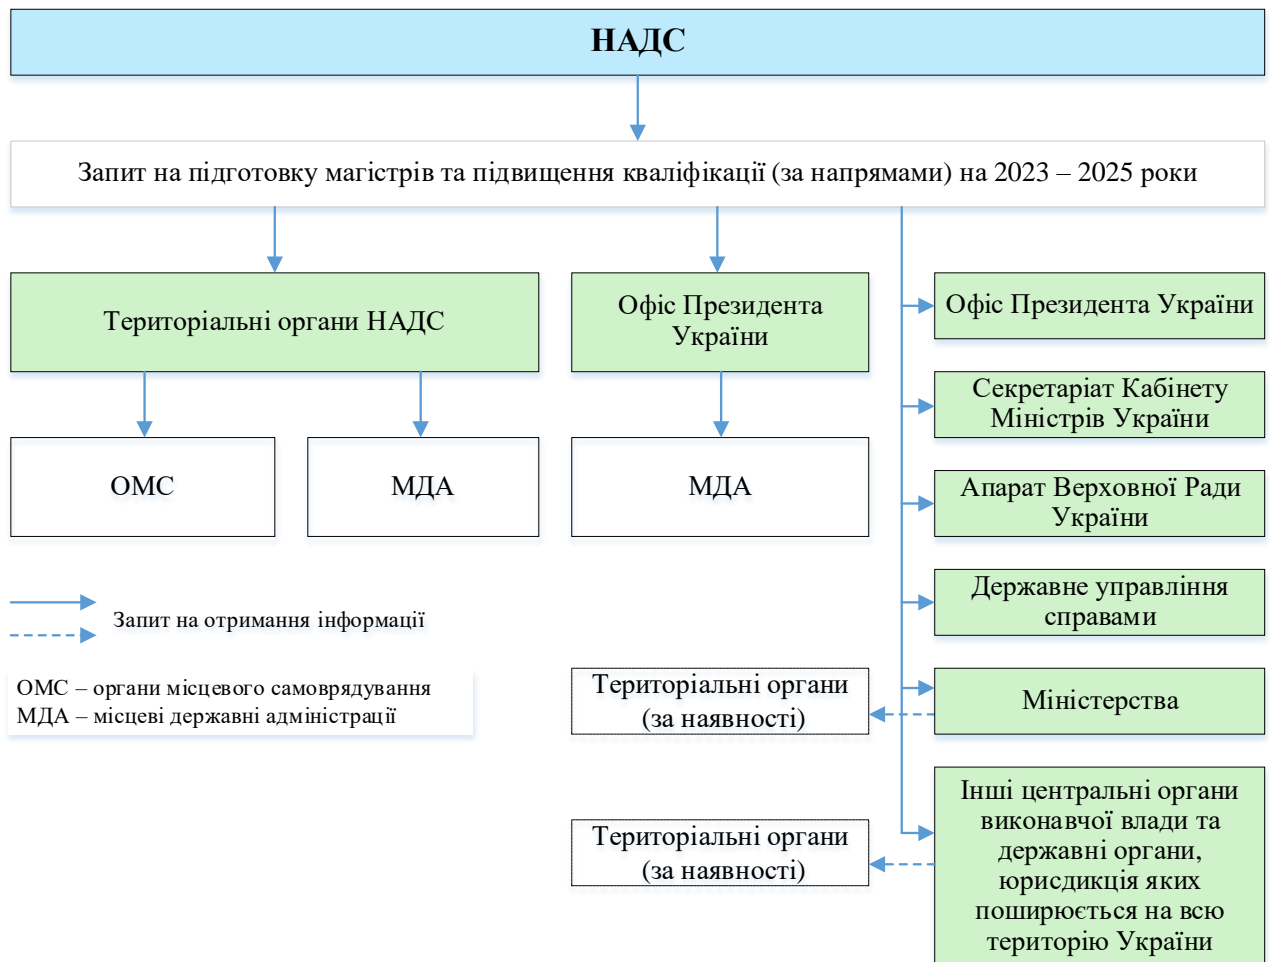 НАДС
Запит на підготовку магістрів та підвищення кваліфікації (за напрямами) на 2023 – 2025 роки
Територіальні органи НАДС
Офіс Президента
України
Офіс Президента України
Секретаріат Кабінету
Міністрів України
ОМС
МДА
МДА
Апарат Верховної Ради
України
Державне управління
справами
Запит на отримання інформації
ОМС – органи місцевого самоврядування
МДА – місцеві державні адміністрації
Територіальні органи
(за наявності)
Міністерства
Територіальні органи
(за наявності)
Інші центральні органи
виконавчої влади та
державні органи,
юрисдикція яких
поширюється на всю
територію України